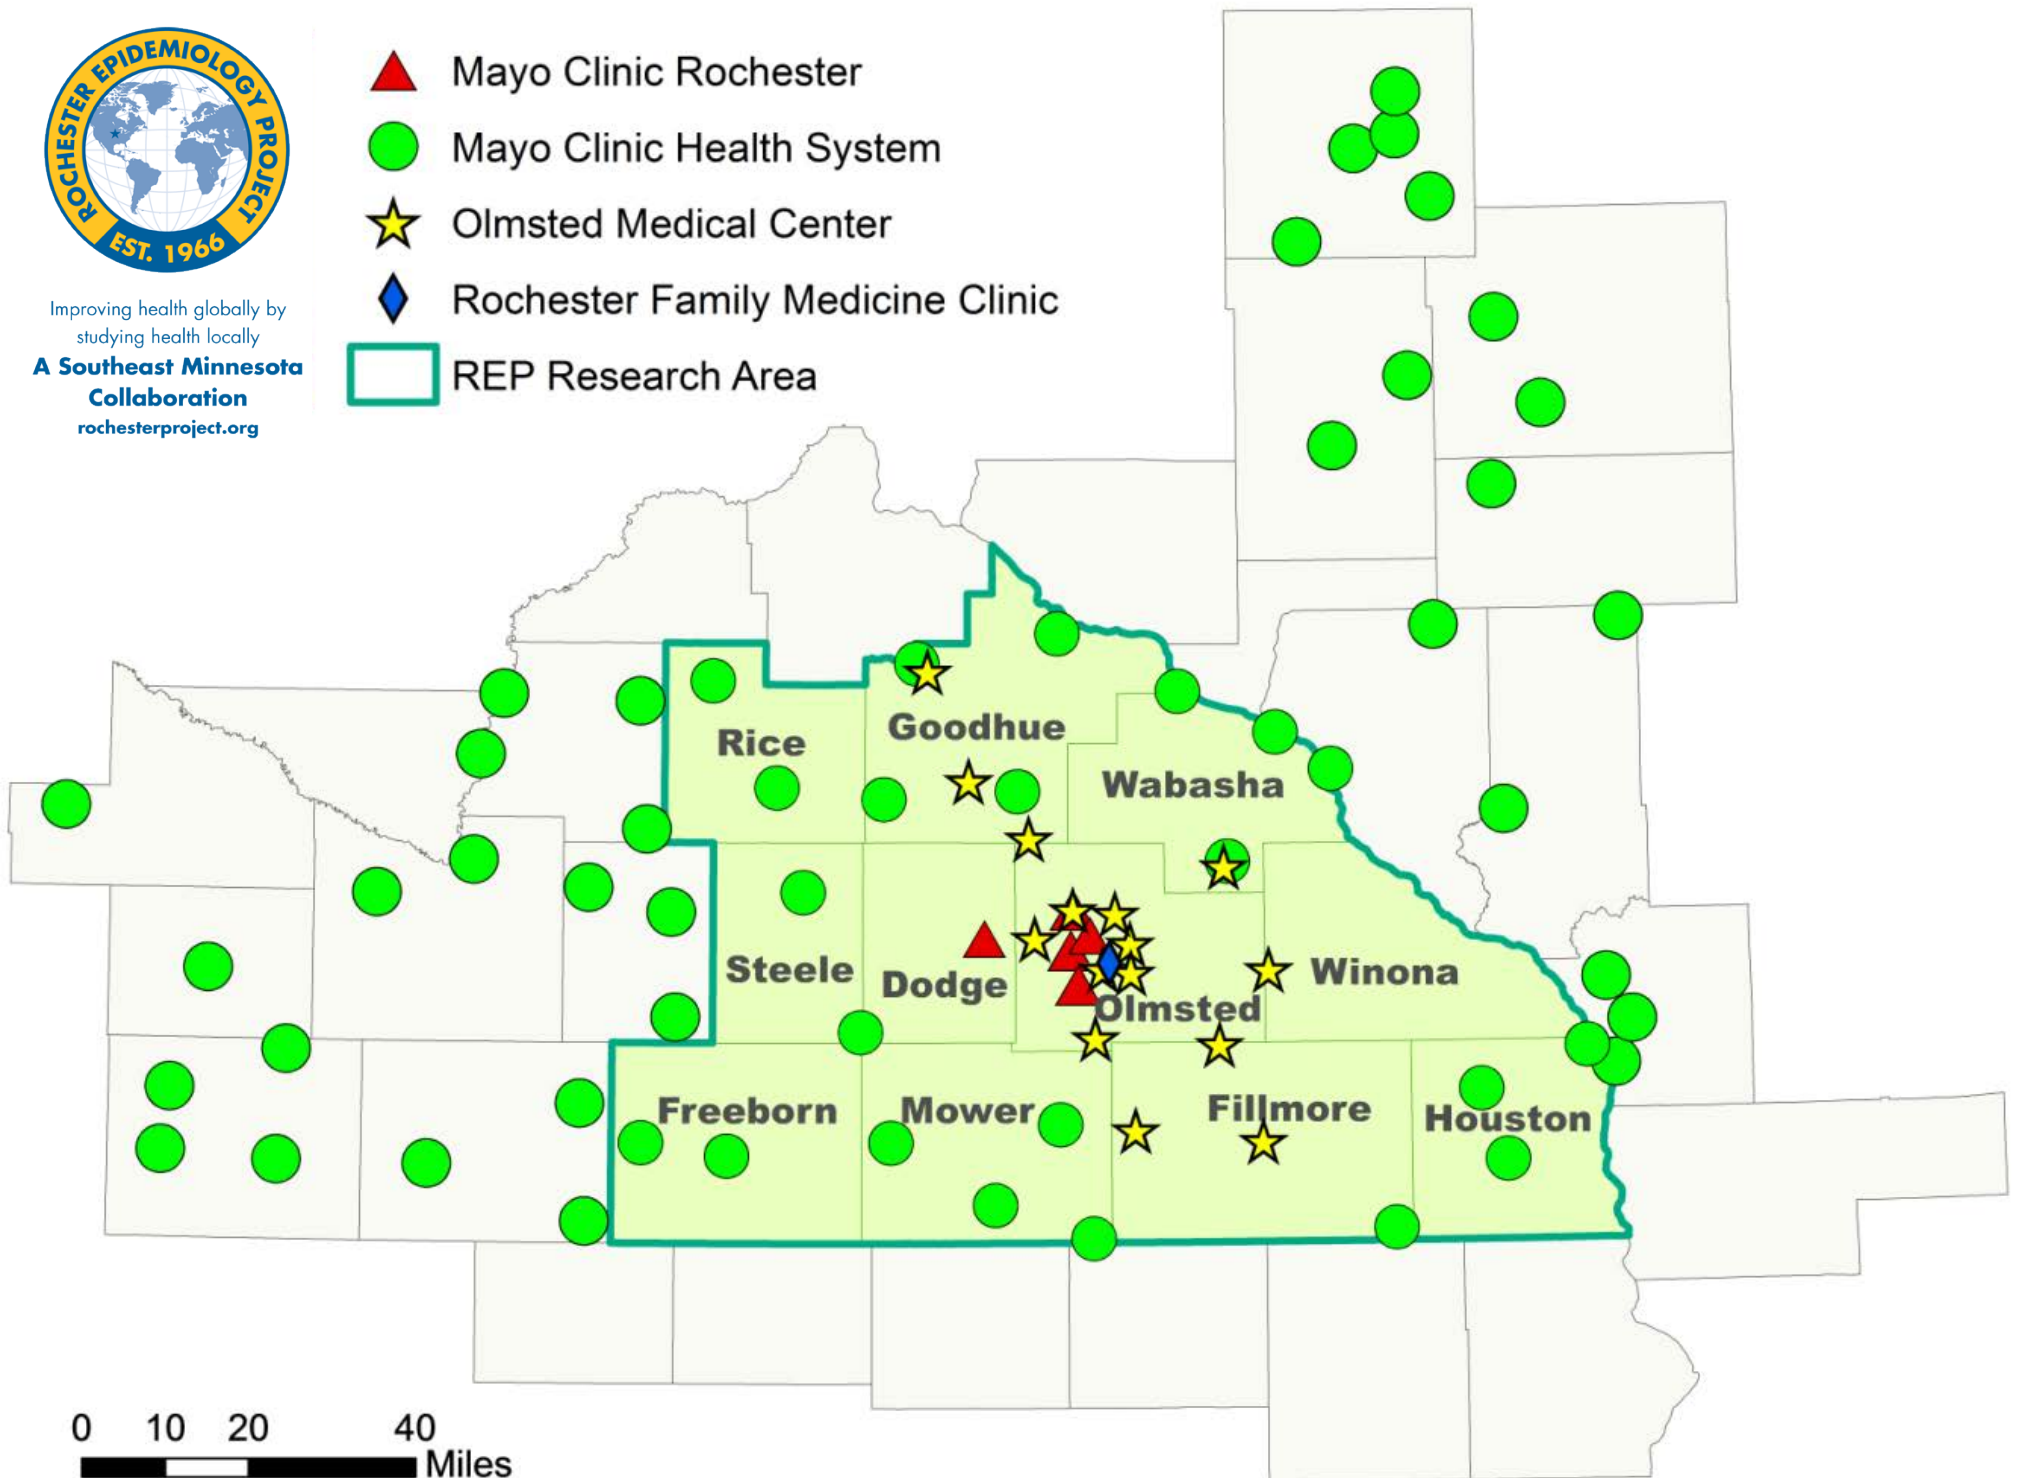 ROCHESTER EPIDEMIOLOGY PROJECT
EST. 1966
Improving health globally by
studying health locally
A Southeast Minnesota
Collaboration
rochesterproject.org
Mayo Clinic Rochester
Mayo Clinic Health System
Olmsted Medical Center
Rochester Family Medicine Clinic
REP Research Area
Rice
Goodhue
Wabasha
Steele
Dodge
Olmsted
Winona
Freeborn
Mower
Fillmore
Houston
0 10 20 40
Miles